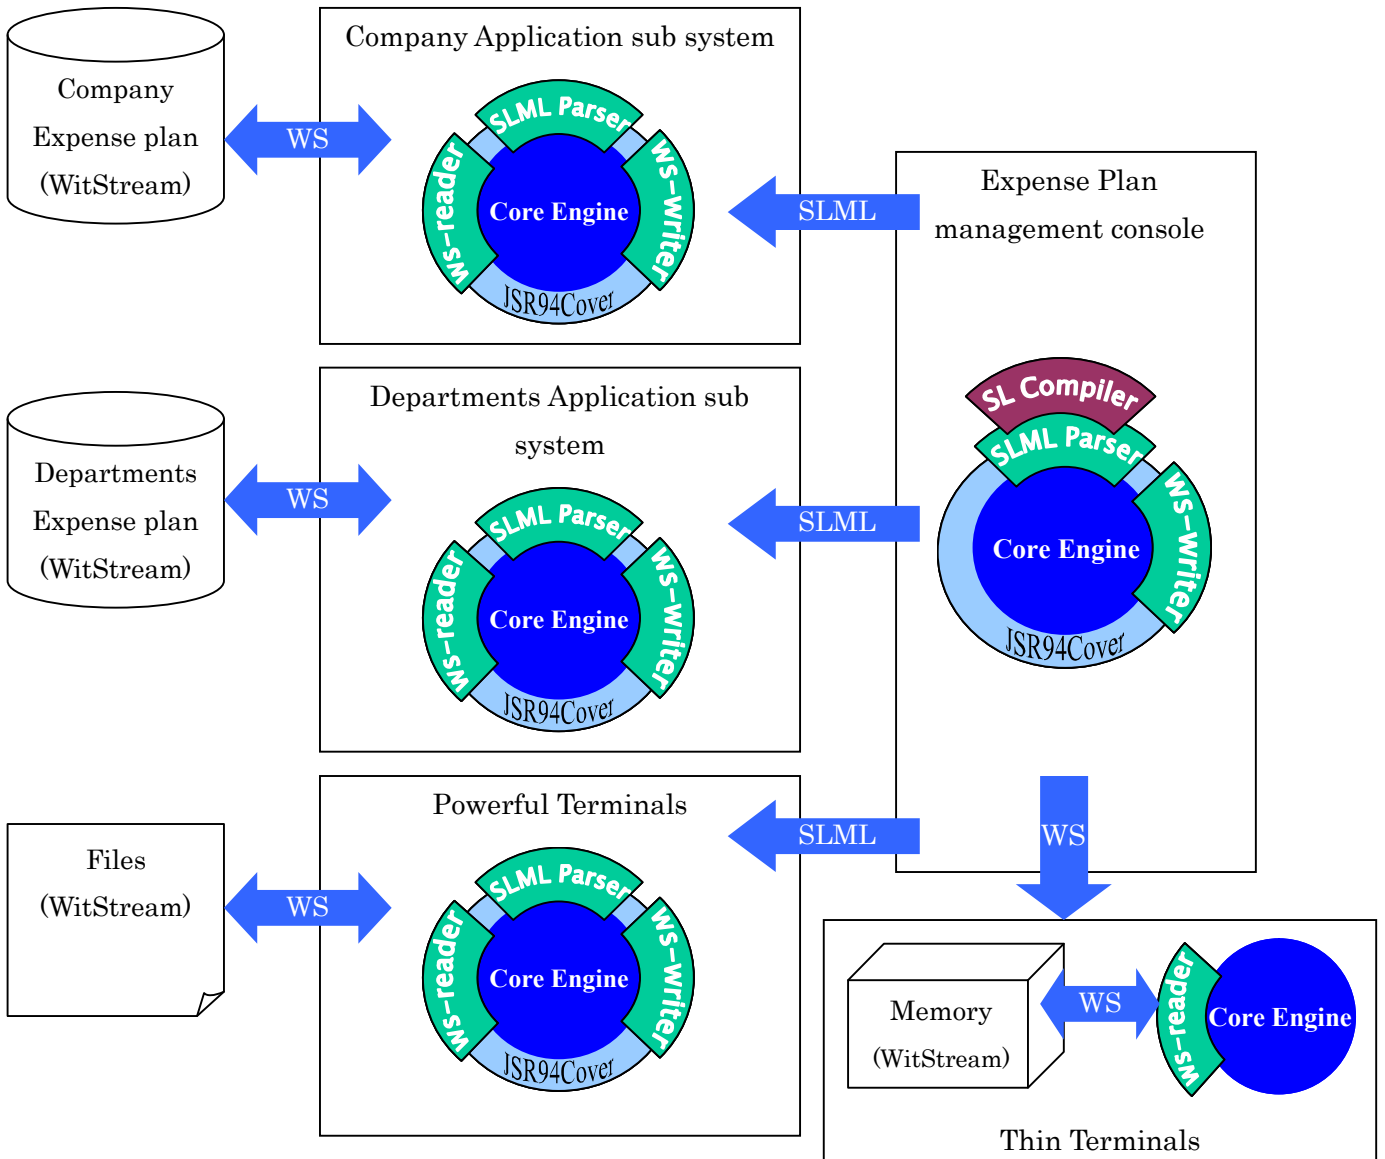 Company
Expense plan
(WitStream)
WS
Company Application sub system
SLML Parser
ws-reader
Core Engine
ws-writer
JSR94Cover
SLML
Expense Plan
management console
SL Compiler
SLML Parser
Core Engine
ws-writer
JSR94Cover
Departments
Expense plan
(WitStream)
WS
Departments Application sub
system
SLML Parser
ws-reader
Core Engine
ws-writer
JSR94Cover
SLML
Files
(WitStream)
WS
Powerful Terminals
SLML Parser
ws-reader
Core Engine
ws-writer
JSR94Cover
SLML
WS
Memory
(WitStream)
WS
ws-reader
Core Engine
Thin Terminals